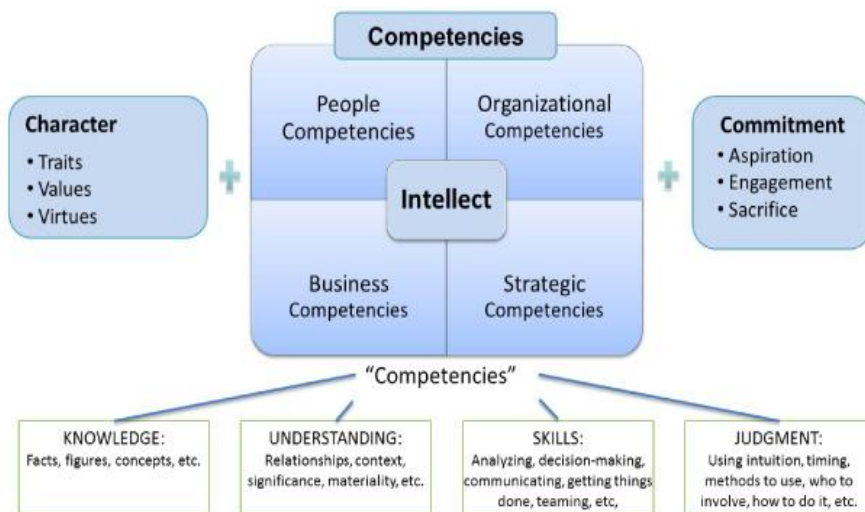 Competencies
People
Competencies
Organizational
Competencies
Character
• Traits
• Values
• Virtues
Intellect
Commitment
• Aspiration
• Engagement
• Sacrifice
Business
Competencies
Strategic
Competencies
“Competencies”
KNOWLEDGE:
Facts, figures, concepts, etc.
UNDERSTANDING:
Relationships, context,
significance, materiality, etc.
SKILLS:
Analyzing, decision-making,
communicating, getting things
done, teaming, etc,
JUDGMENT:
Using intuition, timing,
methods to use, who to
involve, how to do it, etc.